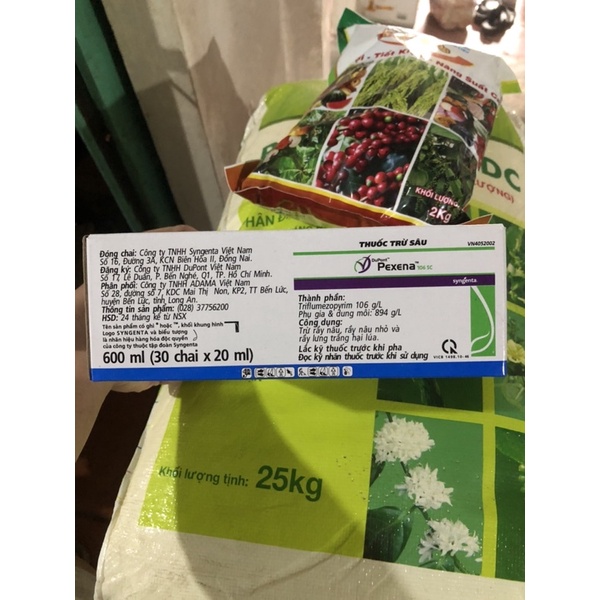 - Tiết K
Năng Suất C
KHỐI LƯỢNG
2Kg
DC
LƯỢNG)
HÂN
Đóng chai: Công ty TNHH Syngenta Việt Nam
Số 16, Đường 3A, KCN Biên Hòa II, Đồng Nai.
Đăng ký: Công ty TNHH DuPont Việt Nam
Số 17 Lê Duẩn, P. Bến Nghé, Q1, TP. Hồ Chí Minh.
Phân phối: Công ty TNHH ADAMA Việt Nam
Số 28, đường số 7, KDC Mai Thị Non, KP2, TT Bến Lức,
huyện Bến Lức, tỉnh Long An.
Thông tin sản phẩm: (028) 37756200
HSD: 24 tháng kể từ NSX
Tên sản phẩm có ghi ® hoặc ™, khối khung hình
Logo SYNGENTA và biểu tượng
là nhãn hiệu hàng hóa độc quyền
của công ty thuộc tập đoàn Syngenta
600 ml (30 chai x 20 ml)
THUỐC TRỪ SÂU
VN4052002
DuPont™
Pexena™ 106 SC
syngenta
Thành phần:
Triflumezopyrim 106 g/L
Phụ gia & dung môi: 894 g/L
Công dụng:
Trừ rầy nâu, rầy nâu nhỏ và
rầy lưng trắng hại lúa.
Lắc kỹ thuốc trước khi pha
Đọc kỹ nhãn thuốc trước khi sử dụng
Khối lượng tịnh: 25kg